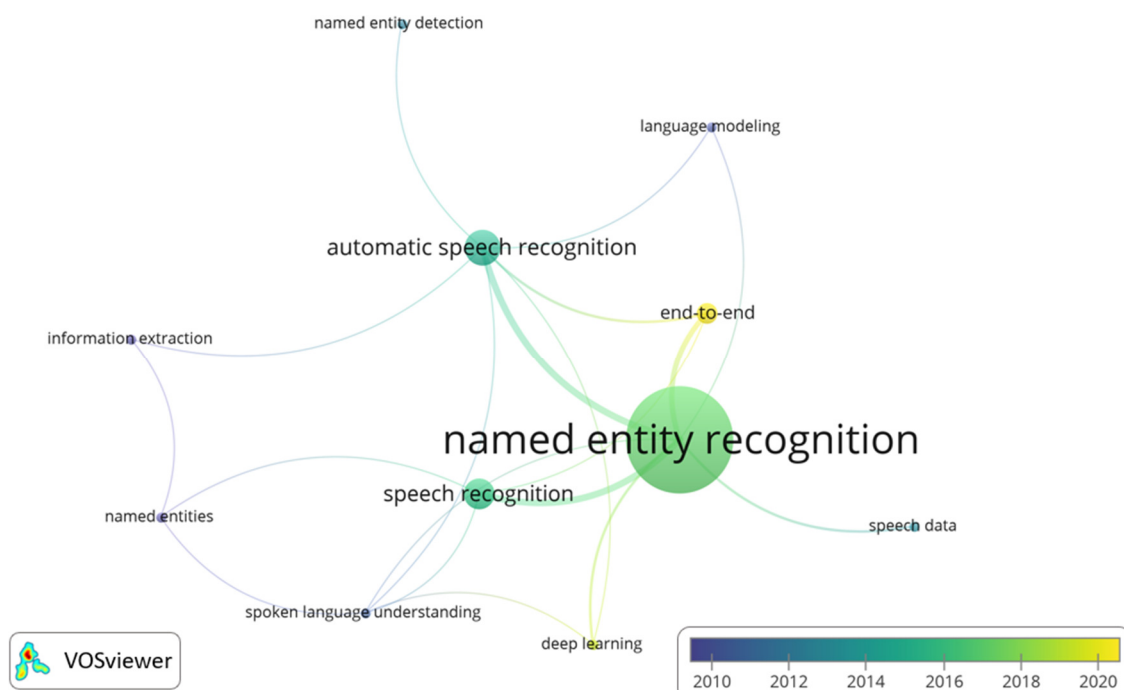 named entity detection
language modeling
automatic speech recognition
end-to-end
information extraction
named entity recognition
speech recognition
named entities
speech data
spoken language understanding
deep learning
VOSviewer
2010 2012 2014 2016 2018 2020